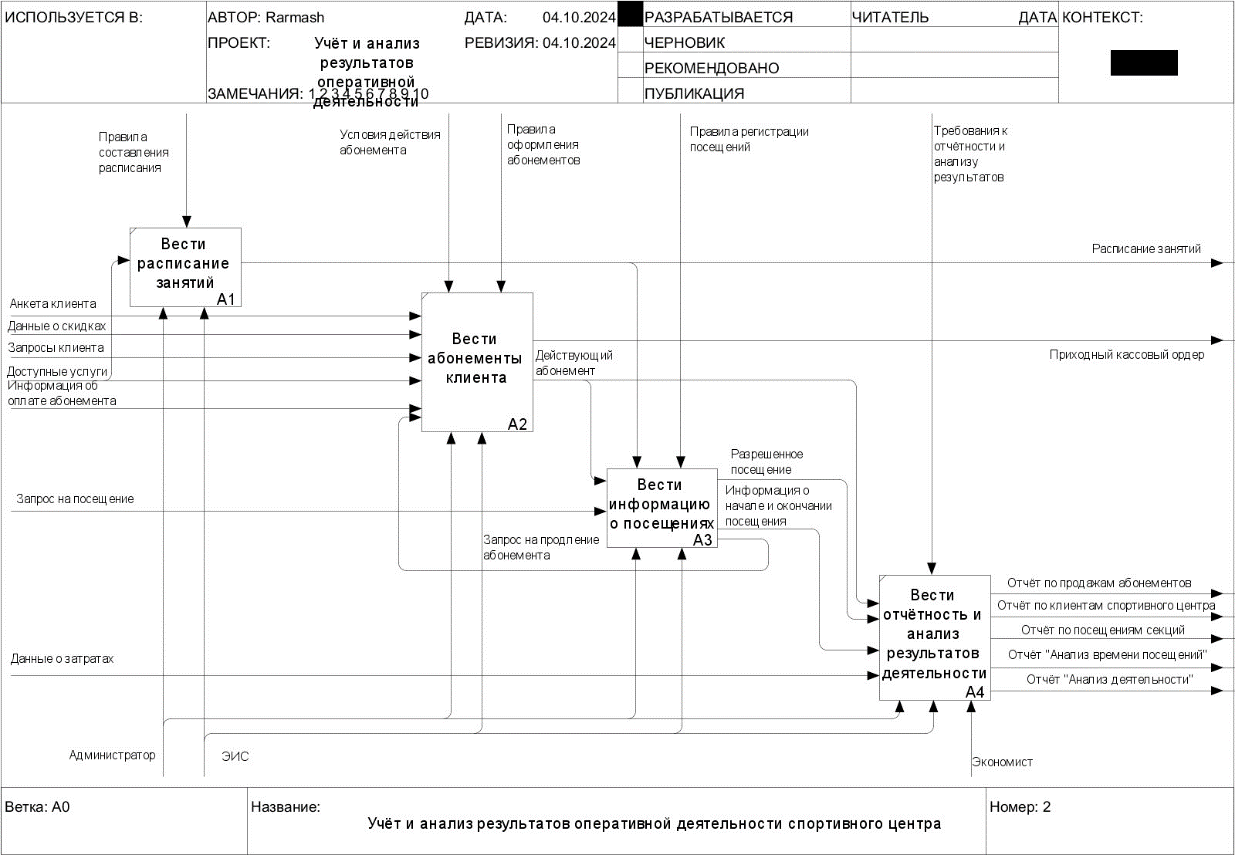 ИСПОЛЬЗУЕТСЯ В:
АВТОР: Rarmash
ДАТА: 04.10.2024
РАЗРАБАТЫВАЕТСЯ
ЧИТАТЕЛЬ
ДАТА
КОНТЕКСТ:
ПРОЕКТ:
Учёт и анализ
результатов
оперативной
деятельности
РЕВИЗИЯ: 04.10.2024
ЧЕРНОВИК
РЕКОМЕНДОВАНО
ЗАМЕЧАНИЯ: 1 2 3 4 5 6 7 8 9 10
ПУБЛИКАЦИЯ
Правила
составления
расписания
Условия действия
абонемента
Правила
оформления
абонементов
Правила регистрации
посещений
Требования к
отчётности и
анализу
результатов
Вести
расписание
занятий
A1
Расписание занятий
Анкета клиента
Данные о скидках
Запросы клиента
Доступные услуги
Информация об
оплате абонемента
Вести
абонементы
клиента
A2
Приходный кассовый ордер
Действующий
абонемент
Запрос на посещение
Вести
информацию
о посещениях
A3
Разрешенное
посещение
Информация о
начале и окончании
посещения
Запрос на продление
абонемента
Вести
отчётность и
анализ
результатов
деятельности
A4
Отчёт по продажам абонементов
Отчёт по клиентам спортивного центра
Отчёт по посещениям секций
Отчёт "Анализ времени посещений"
Отчёт "Анализ деятельности"
Данные о затратах
Администратор
ЭИС
Экономист
Ветка: A0
Название:
Учёт и анализ результатов оперативной деятельности спортивного центра
Номер: 2